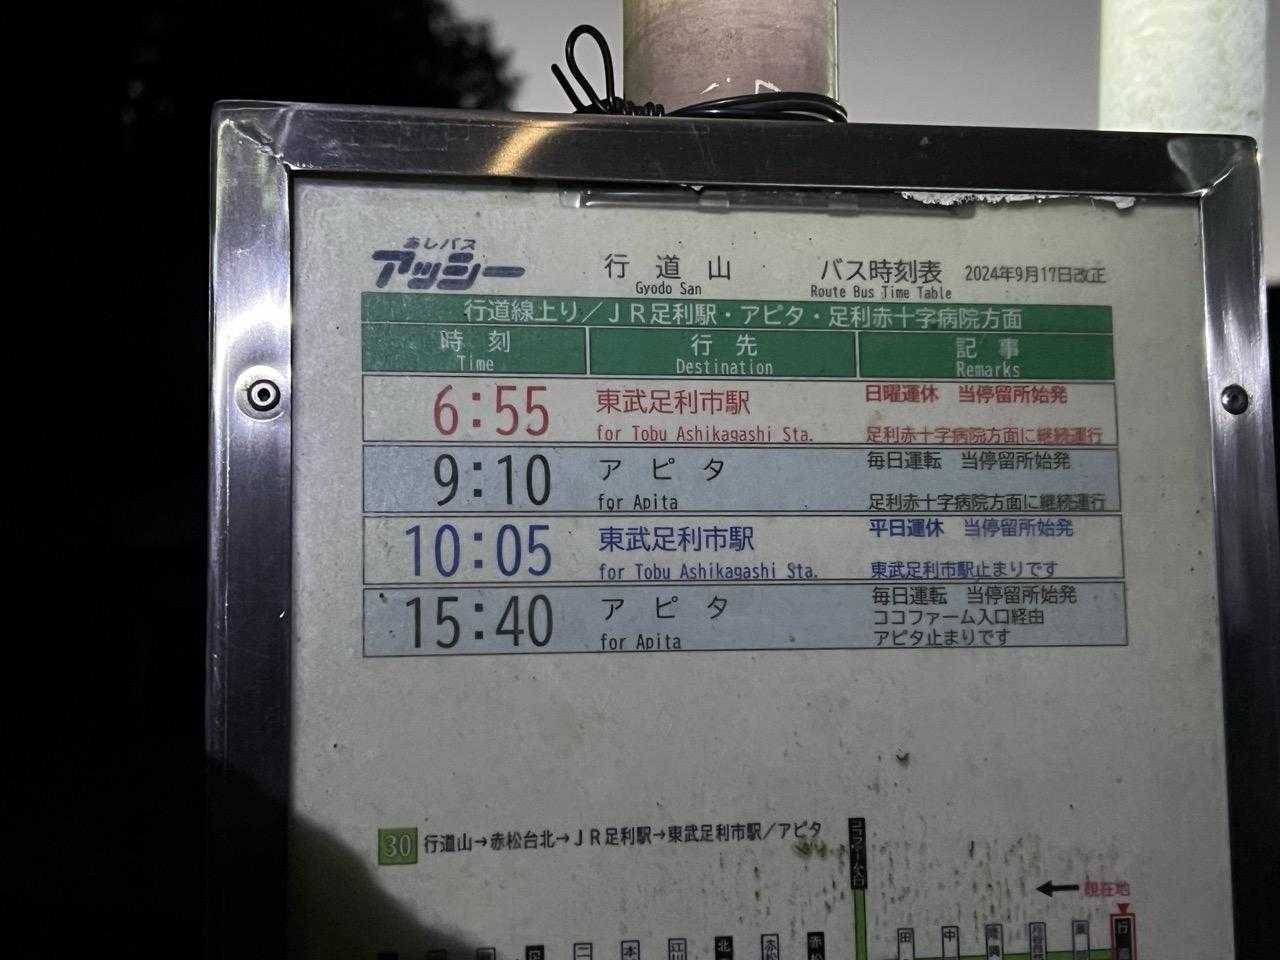 あしバス
アッシー
行道山
Gyodo San
バス時刻表
Route Bus Time Table
2024年9月17日改正
行道線上り／ＪＲ足利駅・アピタ・足利赤十字病院方面
時刻 行先 記事
Time Destination Remarks
6:55 東武足利市駅 日曜運休 当停留所始発
for Tobu Ashikagashi Sta. 足利赤十字病院方面に継続運行
9:10 アピタ 毎日運転 当停留所始発
for Apita 足利赤十字病院方面に継続運行
10:05 東武足利市駅 平日運休 当停留所始発
for Tobu Ashikagashi Sta. 東武足利市駅止まりです
15:40 アピタ 毎日運転 当停留所始発
ココファーム入口経由
for Apita アピタ止まりです
30 行道山→赤松台北→ＪＲ足利駅→東武足利市駅／アピタ
ココファーム入口
← 現在地